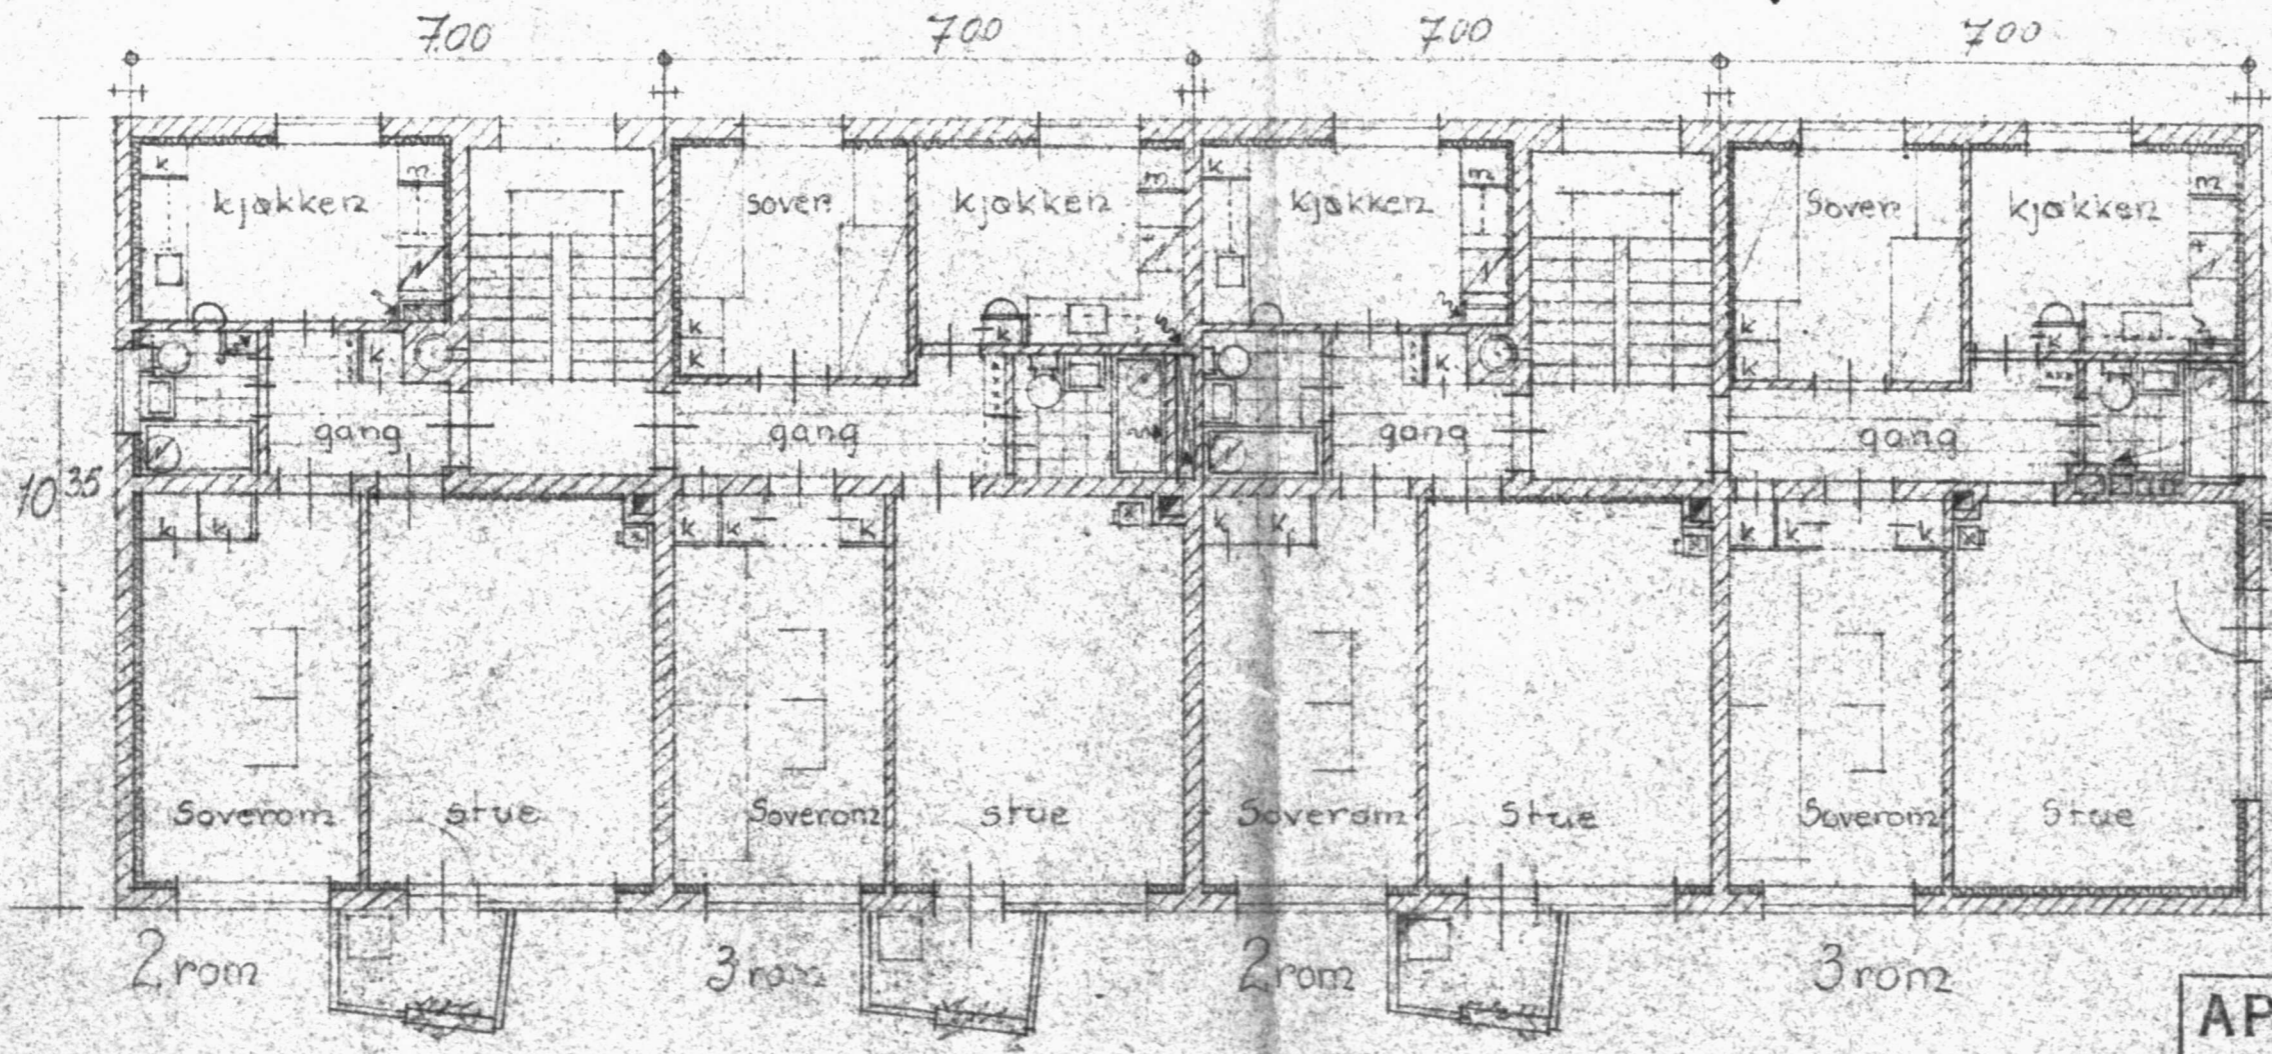 700 700 700 700
k m m k m m
kjøkken soven kjøkken kjøkken Soven kjøkken
k k k k
k k k k
gang gang gang gang
10 35
k k k k k k k k k k
Soverom stue Soverom stue Soverom Stue Soverom Stue
2 rom 3 rom 2 rom 3 rom
AP